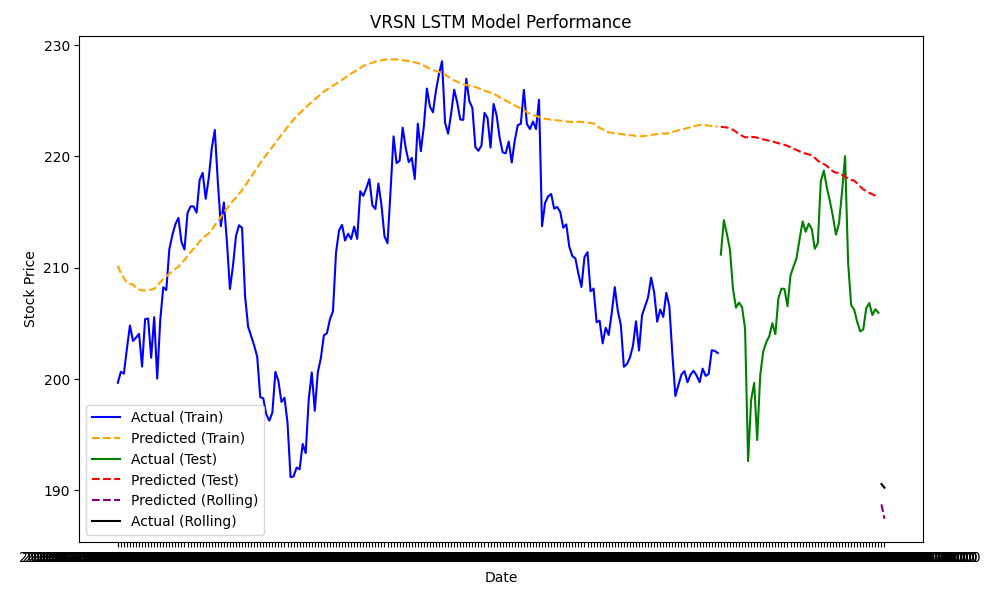 VRSN LSTM Model Performance
230
220
210
200
190
Stock Price
Actual (Train)
Predicted (Train)
Actual (Test)
Predicted (Test)
Predicted (Rolling)
Actual (Rolling)
Date